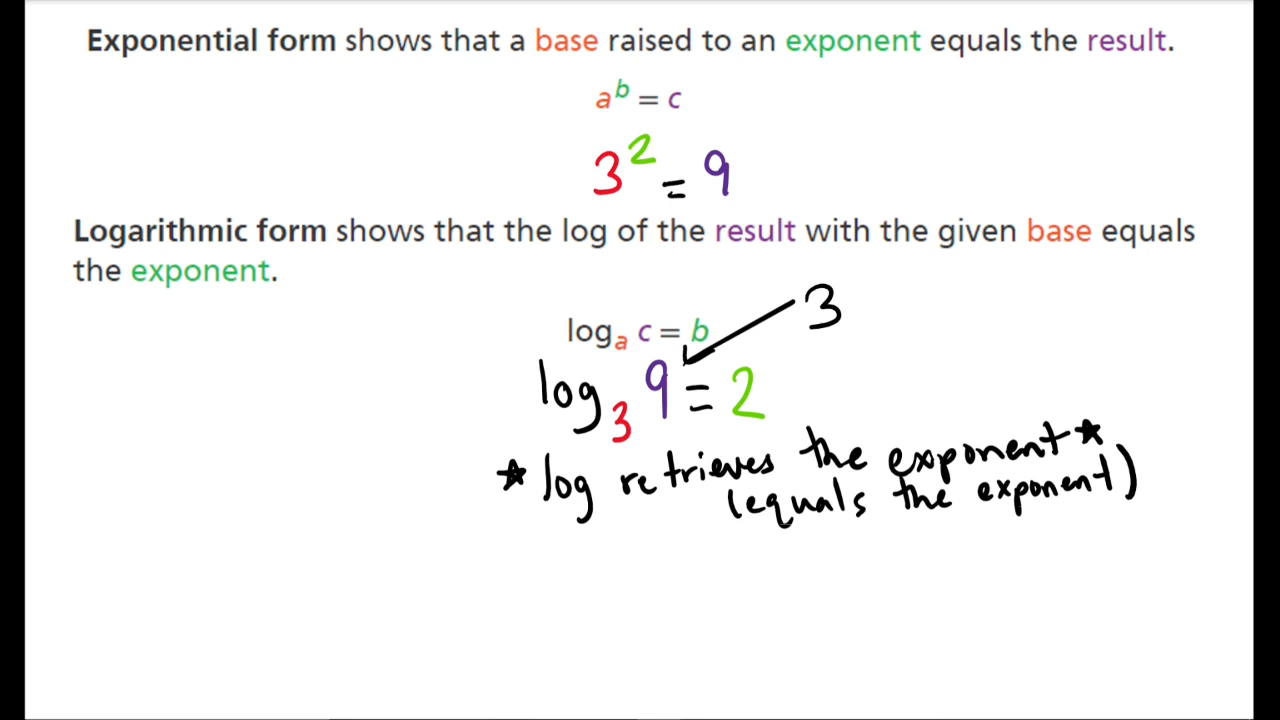 Exponential form shows that a base raised to an exponent equals the result.
a^b = c
3^2 = 9
Logarithmic form shows that the log of the result with the given base equals
the exponent.
3
log_a c = b
log_3 9 = 2
★ log retrieves the exponent ★
(equals the exponent)